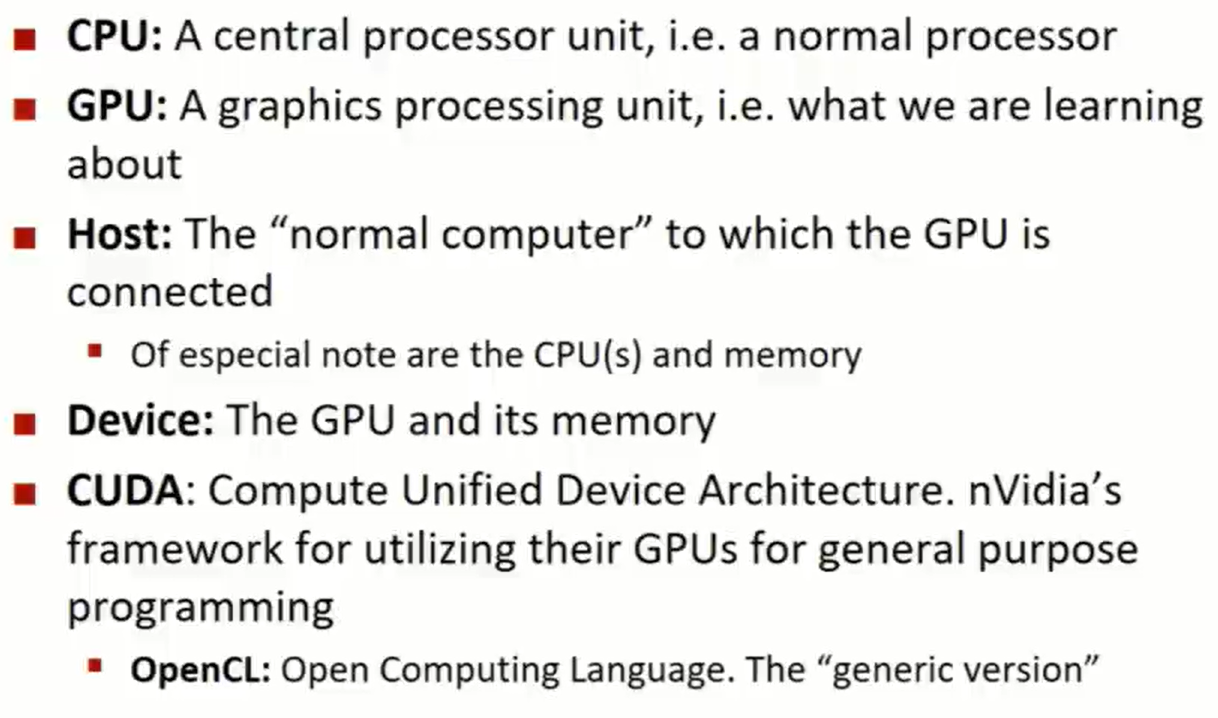 CPU: A central processor unit, i.e. a normal processor
GPU: A graphics processing unit, i.e. what we are learning
about
Host: The “normal computer” to which the GPU is
connected
Of especial note are the CPU(s) and memory
Device: The GPU and its memory
CUDA: Compute Unified Device Architecture. nVidia’s
framework for utilizing their GPUs for general purpose
programming
OpenCL: Open Computing Language. The “generic version”